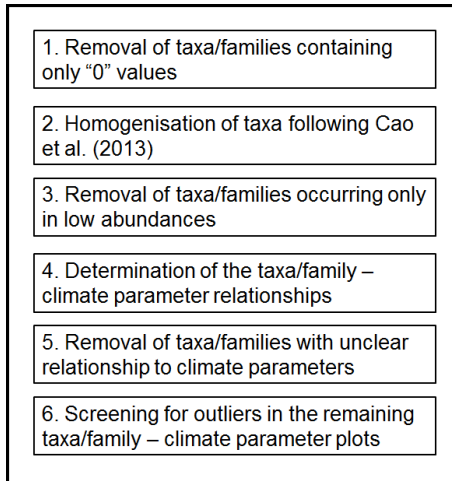 1. Removal of taxa/families containing
only “0” values
2. Homogenisation of taxa following Cao
et al. (2013)
3. Removal of taxa/families occurring only
in low abundances
4. Determination of the taxa/family –
climate parameter relationships
5. Removal of taxa/families with unclear
relationship to climate parameters
6. Screening for outliers in the remaining
taxa/family – climate parameter plots